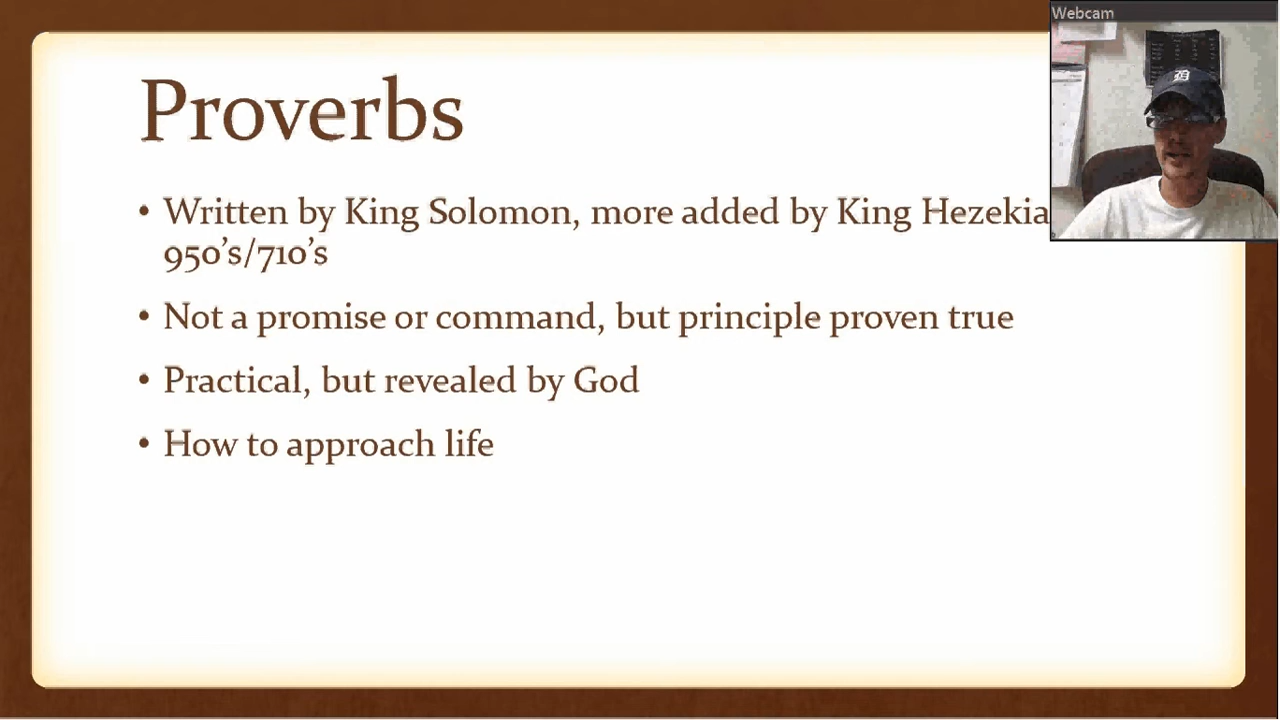 Webcam
Proverbs
• Written by King Solomon, more added by King Hezekia
950's/710's
• Not a promise or command, but principle proven true
• Practical, but revealed by God
• How to approach life